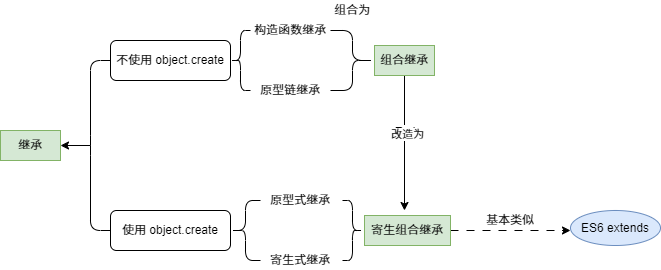 组合为
构造函数继承
不使用 object.create
组合继承
原型链继承
改造为
继承
原型式继承
使用 object.create
寄生组合继承
基本类似
ES6 extends
寄生式继承